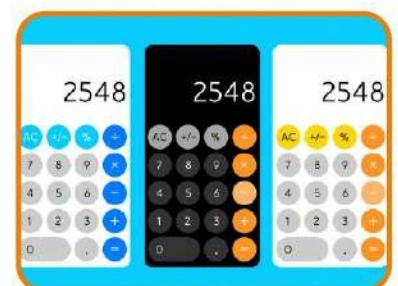 2548 2548 2548
AC +/- % ÷ AC +/- % ÷ AC +/- % ÷
7 8 9 × 7 8 9 × 7 8 9 ×
4 5 6 − 4 5 6 − 4 5 6 −
1 2 3 + 1 2 3 + 1 2 3 +
0 . = 0 . = 0 . =